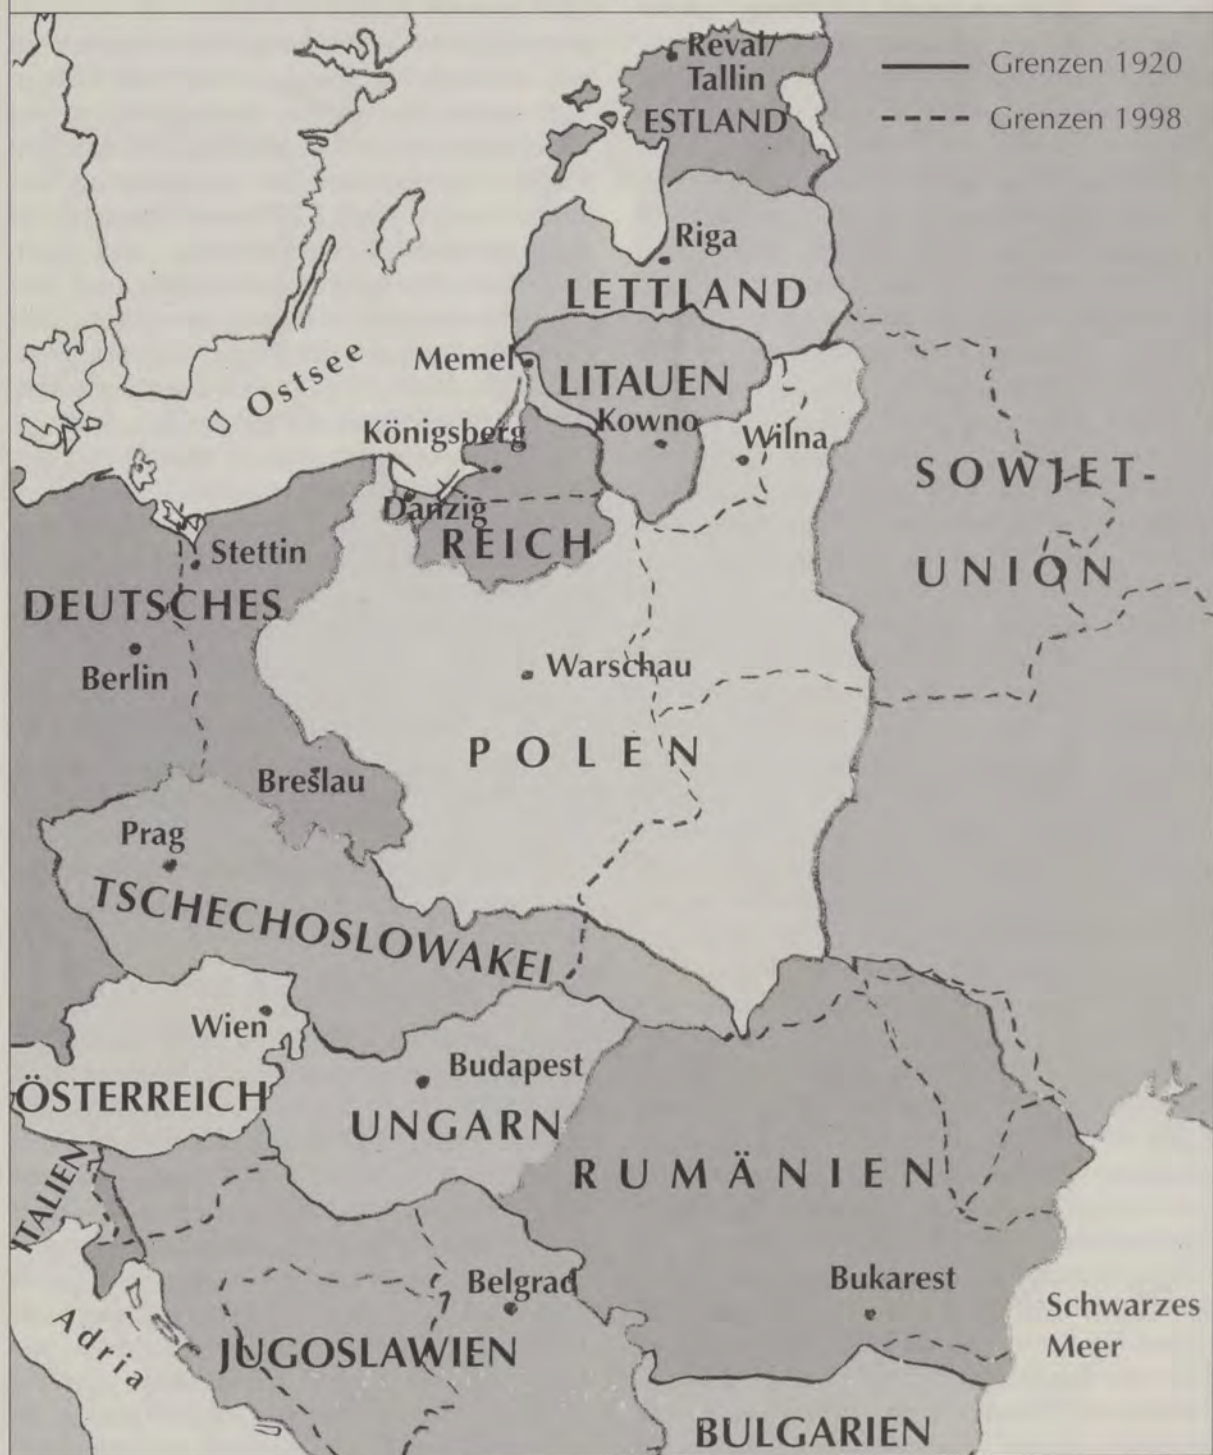 Reval/
Tallin
ESTLAND
Grenzen 1920
Grenzen 1998
Riga
LETTLAND
Memel
LITAUEN
Ostsee
Kowno
Königsberg
Wilna
SOWJET-
UNION
Danzig
REICH
Stettin
DEUTSCHES
Berlin
Warschau
POLEN
Breslau
Prag
TSCHECHOSLOWAKEI
Wien
Budapest
ÖSTERREICH
UNGARN
RUMÄNIEN
ITALIEN
Belgrad
Bukarest
Schwarzes
Meer
Adria
JUGOSLAWIEN
BULGARIEN